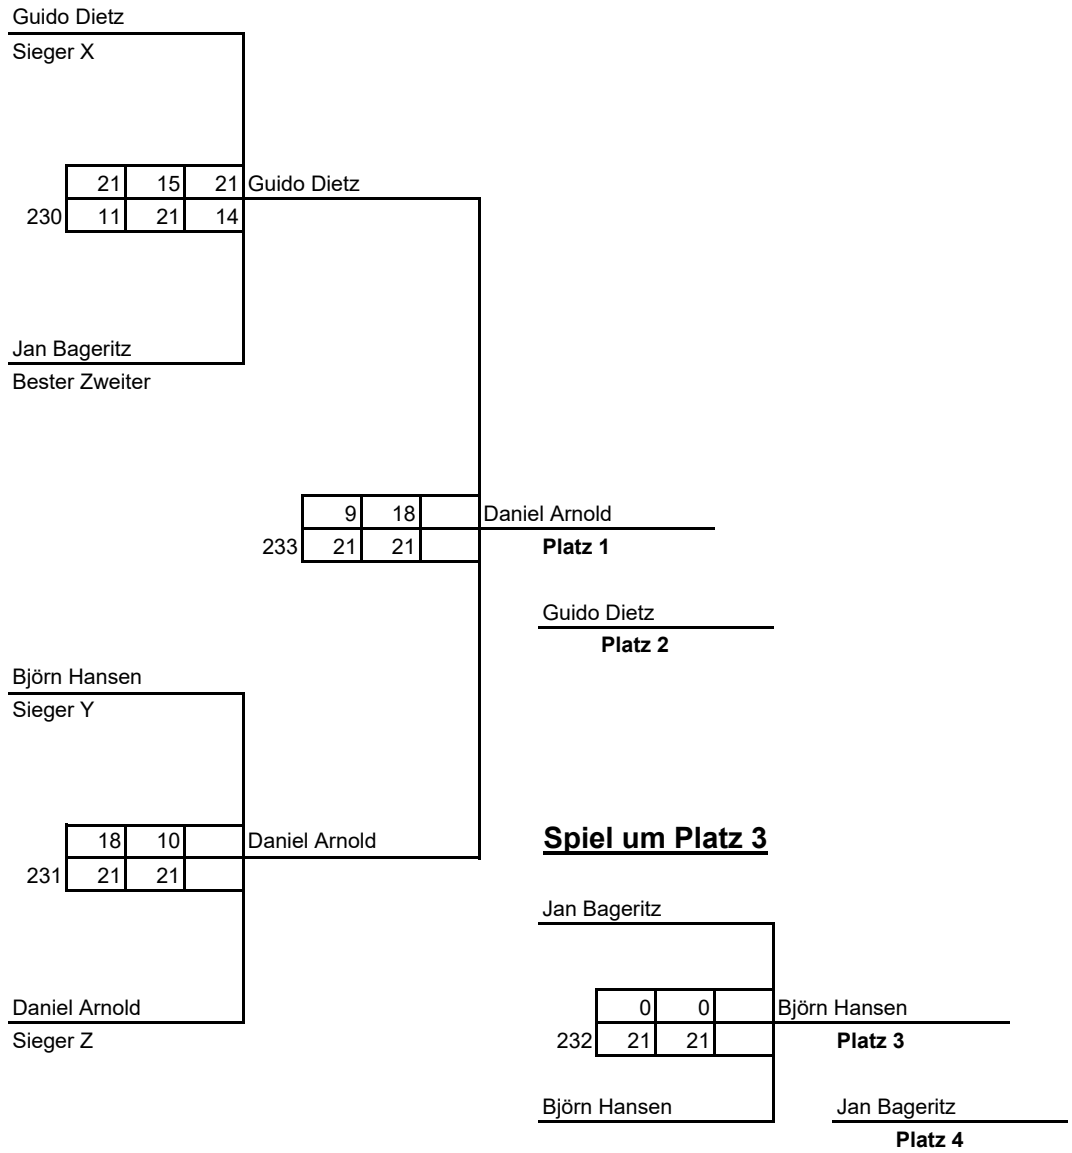 Guido Dietz
Sieger X
21 15 21 Guido Dietz
230 11 21 14
Jan Bageritz
Bester Zweiter
9 18 Daniel Arnold
233 21 21 Platz 1
Guido Dietz
Platz 2
Björn Hansen
Sieger Y
18 10 Daniel Arnold
231 21 21
Daniel Arnold
Sieger Z
Spiel um Platz 3
Jan Bageritz
0 0 Björn Hansen
232 21 21 Platz 3
Björn Hansen
Jan Bageritz
Platz 4